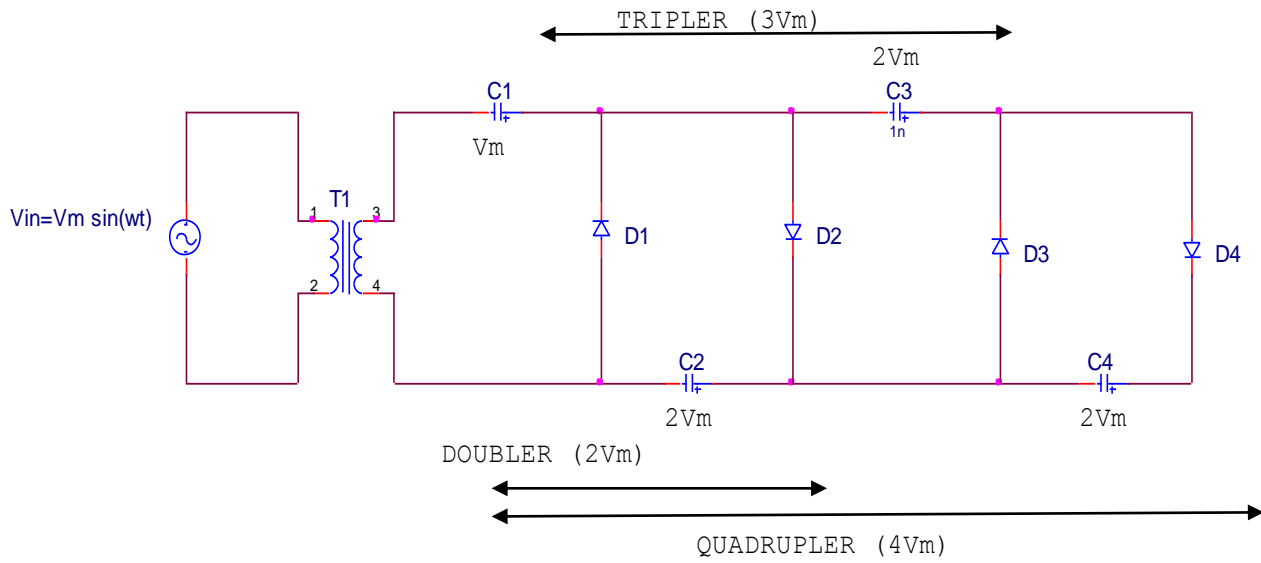 TRIPLER (3Vm)
2Vm
C1
C3
1n
Vm
T1
Vin=Vm sin(wt)
1
3
2
4
D1
D2
D3
D4
C2
C4
2Vm
2Vm
DOUBLER (2Vm)
QUADRUPLER (4Vm)